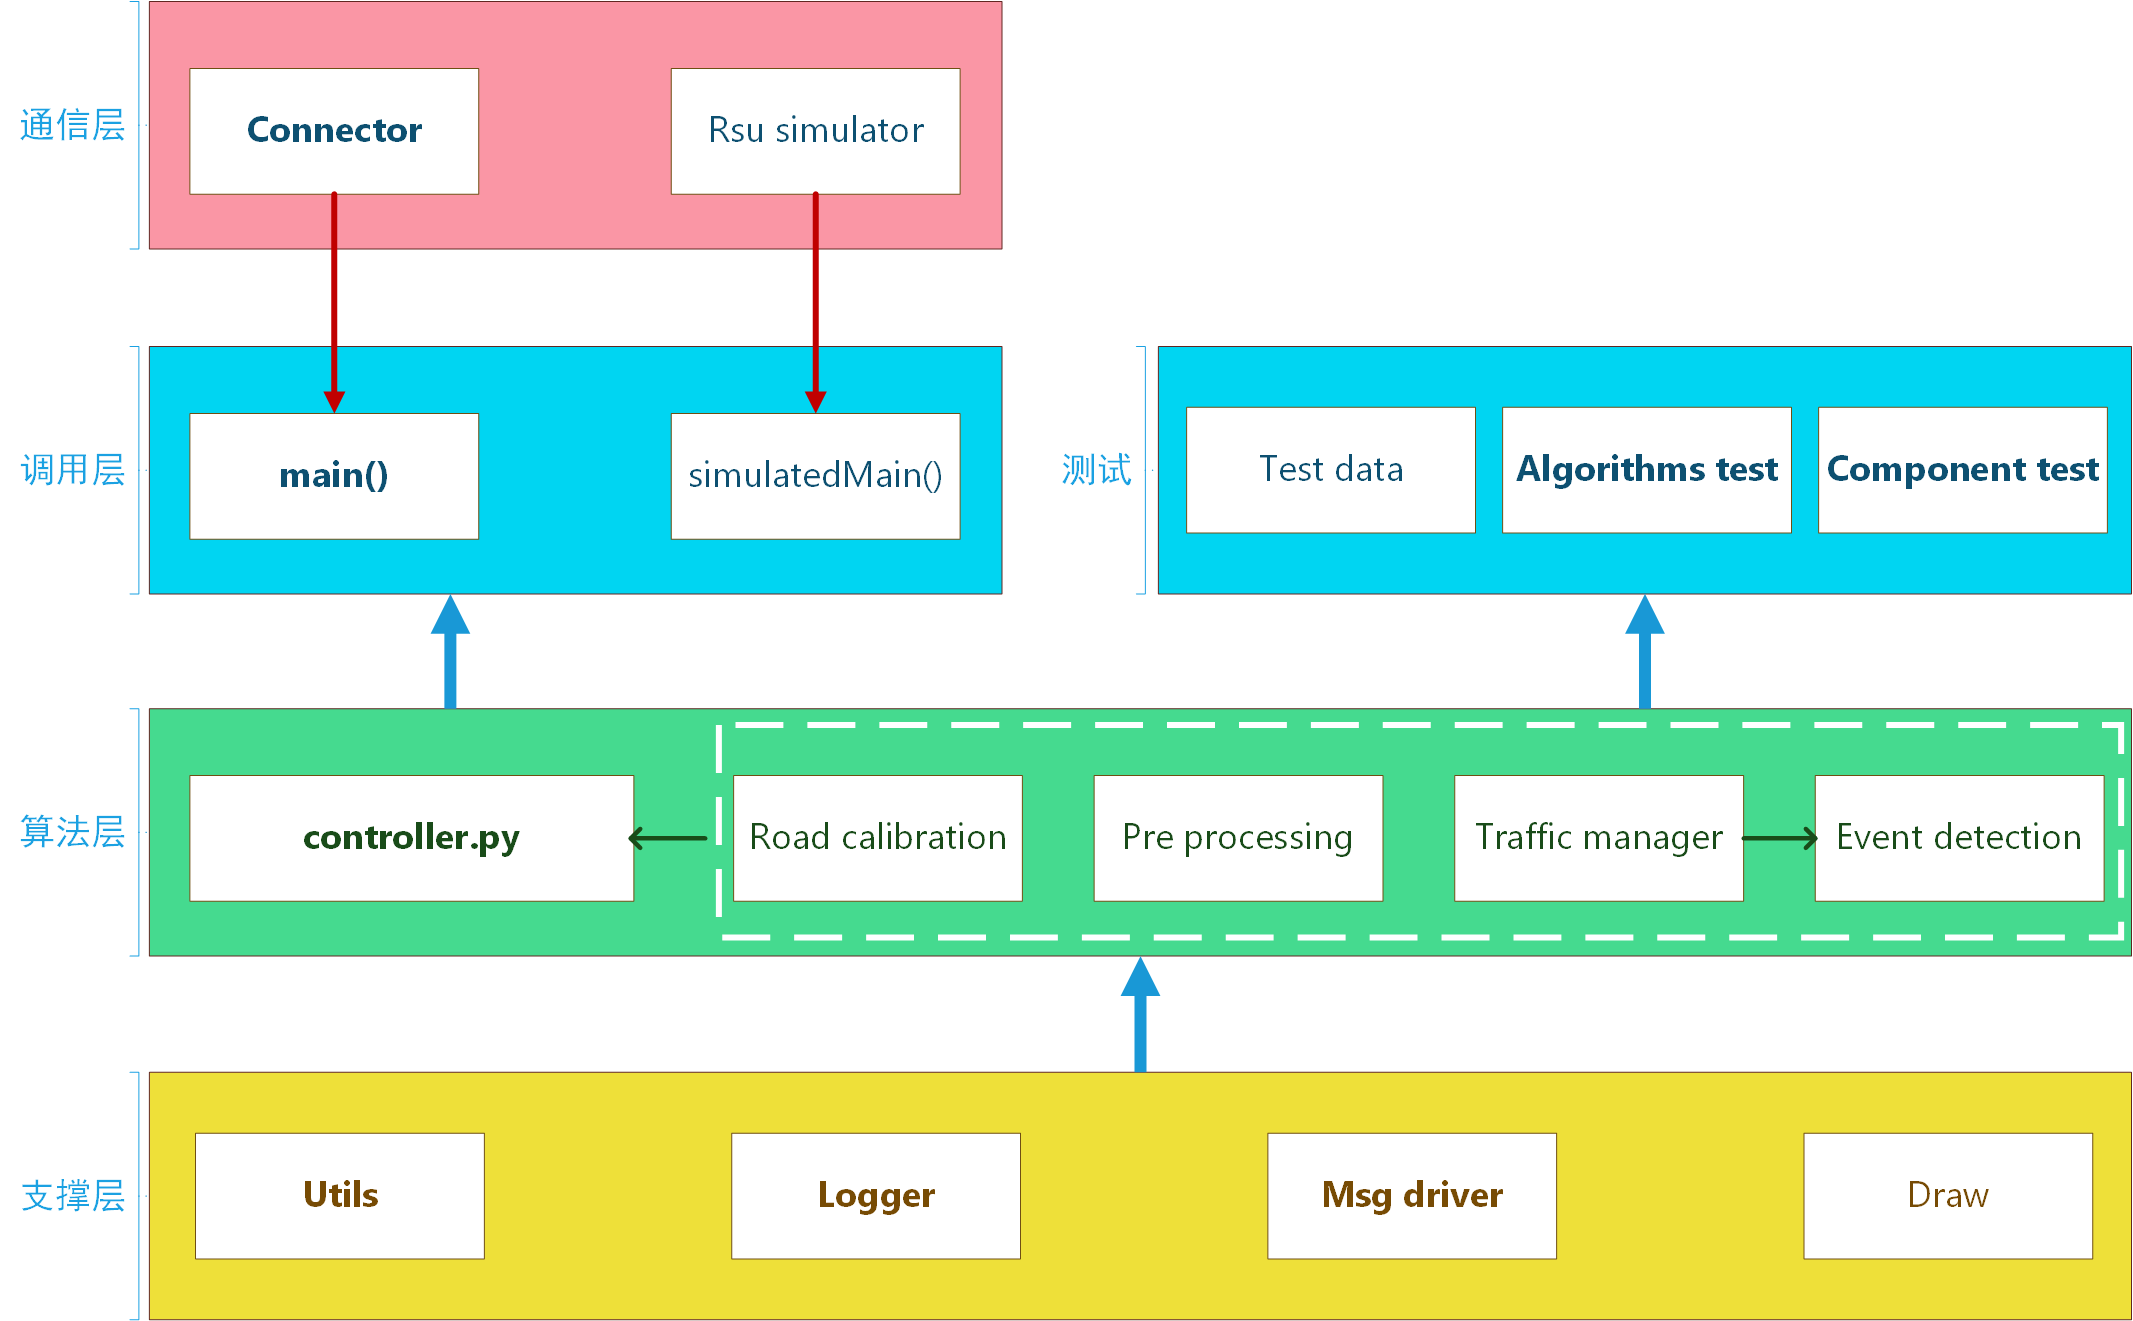 通信层
Connector
Rsu simulator
调用层
main()
simulatedMain()
测试
Test data
Algorithms test
Component test
算法层
controller.py
Road calibration
Pre processing
Traffic manager
Event detection
支撑层
Utils
Logger
Msg driver
Draw